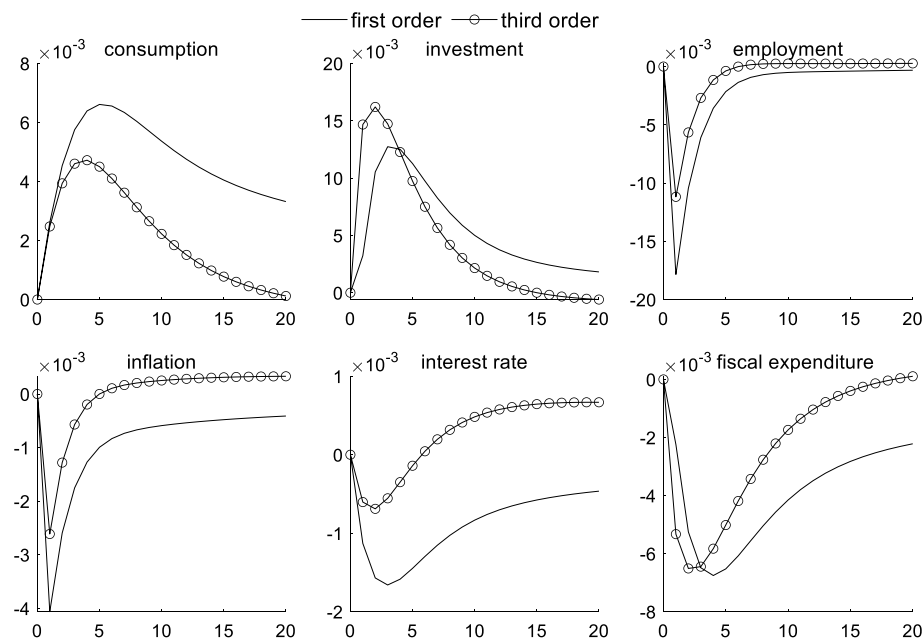 first order third order
×10⁻³ consumption
8
6
4
2
0
0 5 10 15 20
×10⁻³ investment
20
15
10
5
0
0 5 10 15 20
×10⁻³ employment
0
-5
-10
-15
-20
0 5 10 15 20
×10⁻³ inflation
0
-1
-2
-3
-4
0 5 10 15 20
×10⁻³ interest rate
1
0
-1
-2
0 5 10 15 20
×10⁻³ fiscal expenditure
0
-2
-4
-6
-8
0 5 10 15 20